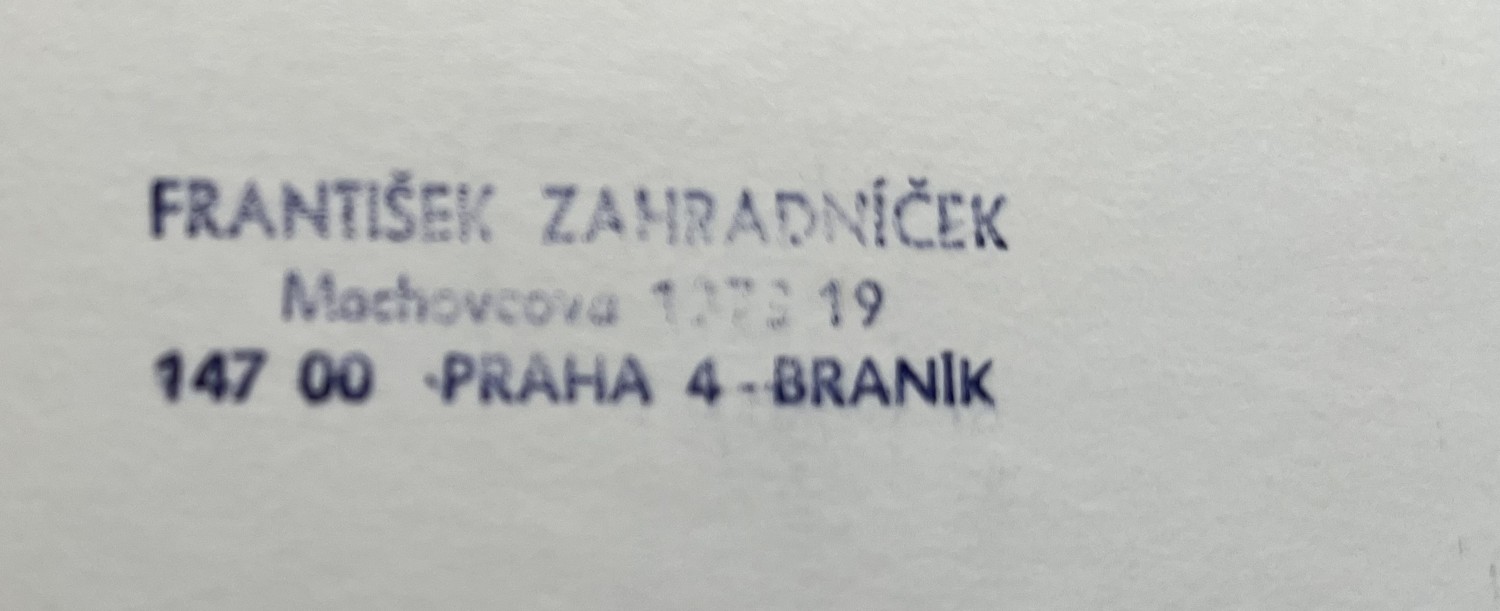 FRANTIŠEK ZAHRADNÍČEK
Machovcova 19
147 00 PRAHA 4 - BRANÍK